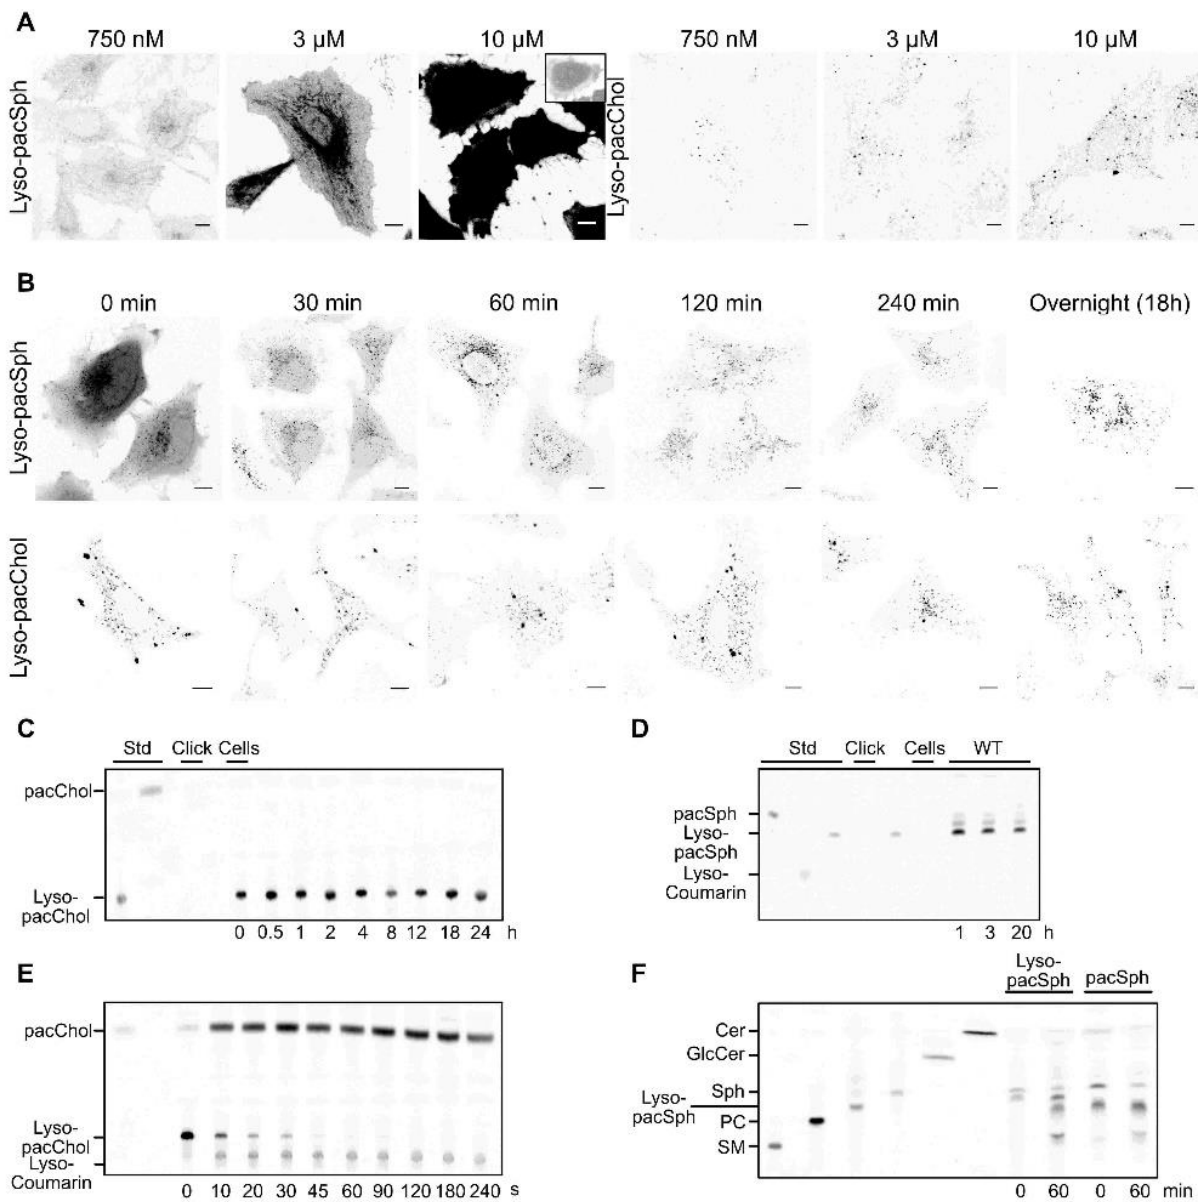 A
750 nM 3 µM 10 µM 750 nM 3 µM 10 µM
Lyso-pacSph
Lyso-pacChol
B
0 min 30 min 60 min 120 min 240 min Overnight (18h)
Lyso-pacSph
Lyso-pacChol
C
Std Click Cells
pacChol
Lyso-
pacChol
0 0.5 1 2 4 8 12 18 24 h
D
Std Click Cells WT
pacSph
Lyso-
pacSph
Lyso-
Coumarin
1 3 20 h
E
pacChol
Lyso-
pacChol
Lyso-
Coumarin
0 10 20 30 45 60 90 120 180 240 s
F
Lyso-
pacSph pacSph
Cer
GlcCer
Sph
Lyso-
pacSph
PC
SM
0 60 0 60 min